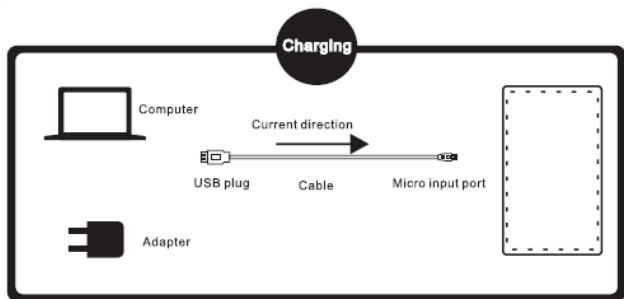 Charging
Computer
Current direction
USB plug
Cable
Micro input port
Adapter